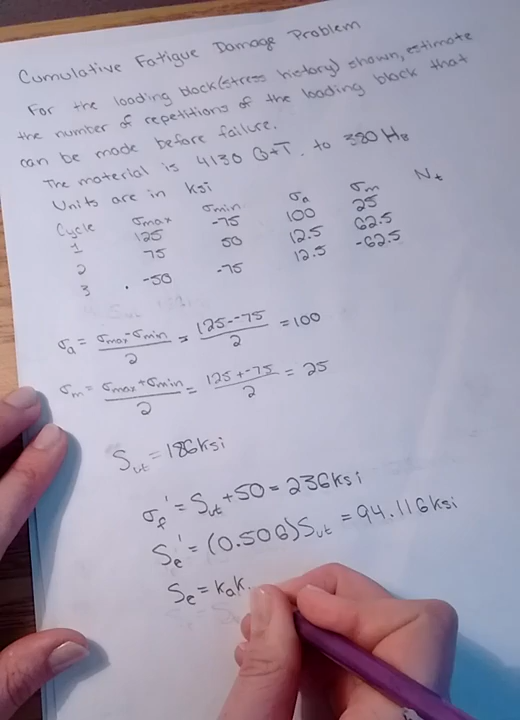 Cumulative Fatigue Damage Problem
For the loading block (stress history) shown, estimate
the number of repetitions of the loading block that
can be made before failure.
The material is 4130 Q+T. to 380 HB
Units are in ksi
Cycle σmax σmin σa σm Nt
1 125 -75 100 25
2 75 50 12.5 62.5
3 -50 -75 12.5 -62.5
σa = (σmax-σmin)/2 = (125--75)/2 = 100
σm = (σmax+σmin)/2 = (125+-75)/2 = 25
Sut = 186ksi
σf' = Sut + 50 = 236ksi
Se' = (0.506)Sut = 94.116ksi
Se = kak